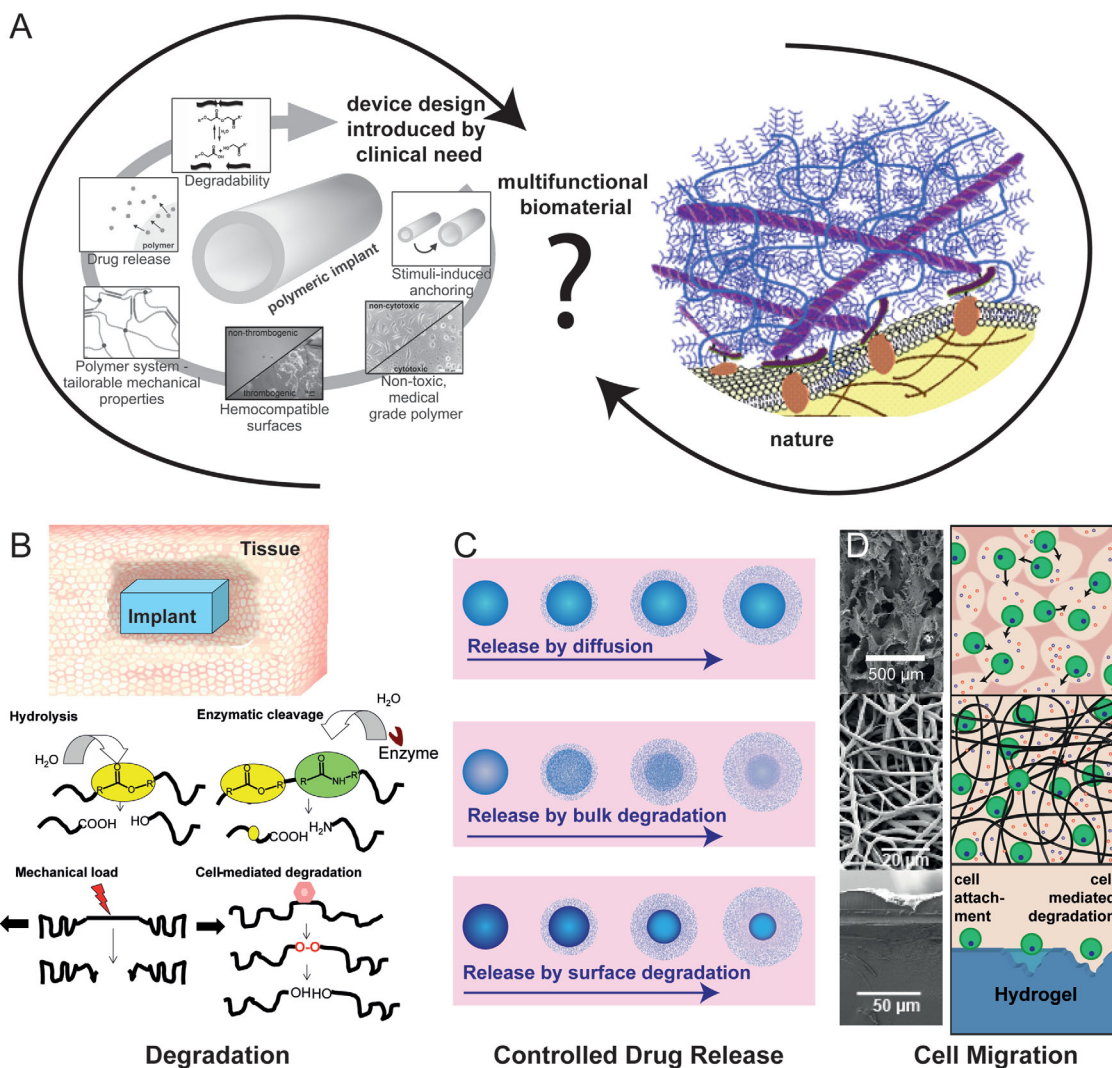 A
device design
introduced by
clinical need
Degradability
polymer
Drug release
polymeric implant
Stimuli-induced
anchoring
Polymer system -
tailorable mechanical
properties
non-thrombogenic
thrombogenic
Hemocompatible
surfaces
non-cytotoxic
cytotoxic
Non-toxic,
medical
grade polymer
multifunctional
biomaterial
?
nature
B
Tissue
Implant
Hydrolysis
H₂O
O
R O R
COOH HO
Enzymatic cleavage
H₂O
Enzyme
O O
R O R NH R
COOH H₂N
Mechanical load
Cell-mediated degradation
O-O
OH HO
Degradation
C
Release by diffusion
Release by bulk degradation
Release by surface degradation
Controlled Drug Release
D
500 µm
20 µm
50 µm
cell
attach-
ment
cell
mediated
degradation
Hydrogel
Cell Migration